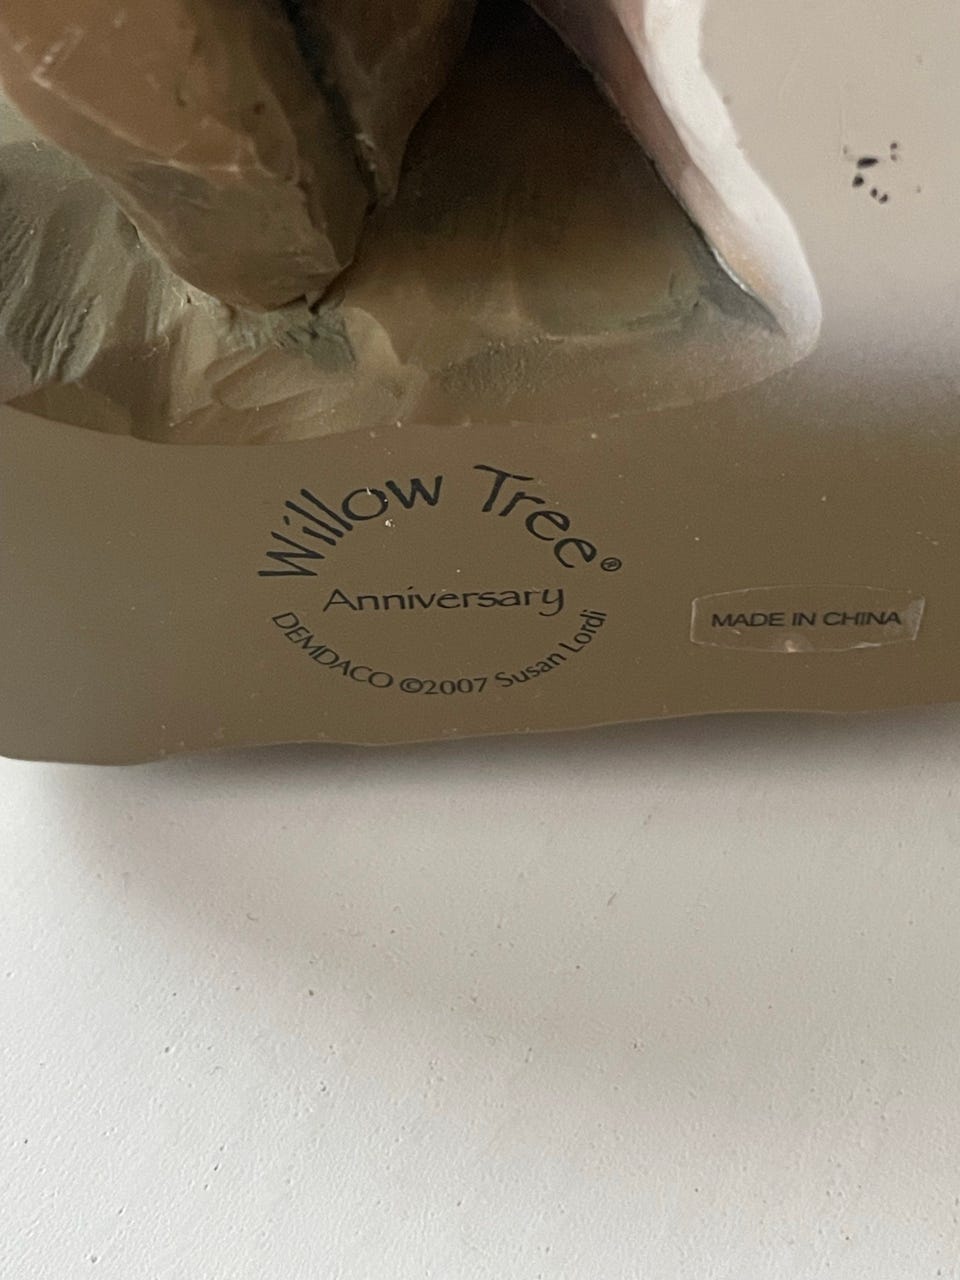 Willow Tree®
Anniversary
DEMDACO ©2007 Susan Lordi
MADE IN CHINA